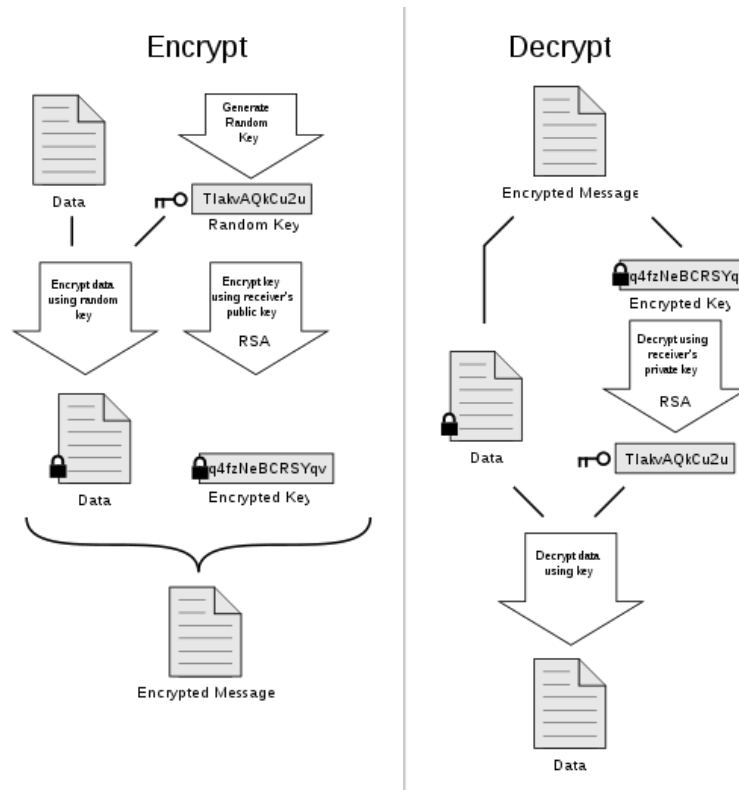 Encrypt
Generate
Random
Key
Data
TIakvAQkCu2u
Random Key
Encrypt data
using random
key
Encrypt key
using receiver's
public key
RSA
q4fzNeBCRSYqv
Data
Encrypted Key
Encrypted Message
Decrypt
Encrypted Message
q4fzNeBCRSYq
Encrypted Key
Decrypt using
receiver's
private key
RSA
Data
TIakvAQkCu2u
Decrypt data
using key
Data